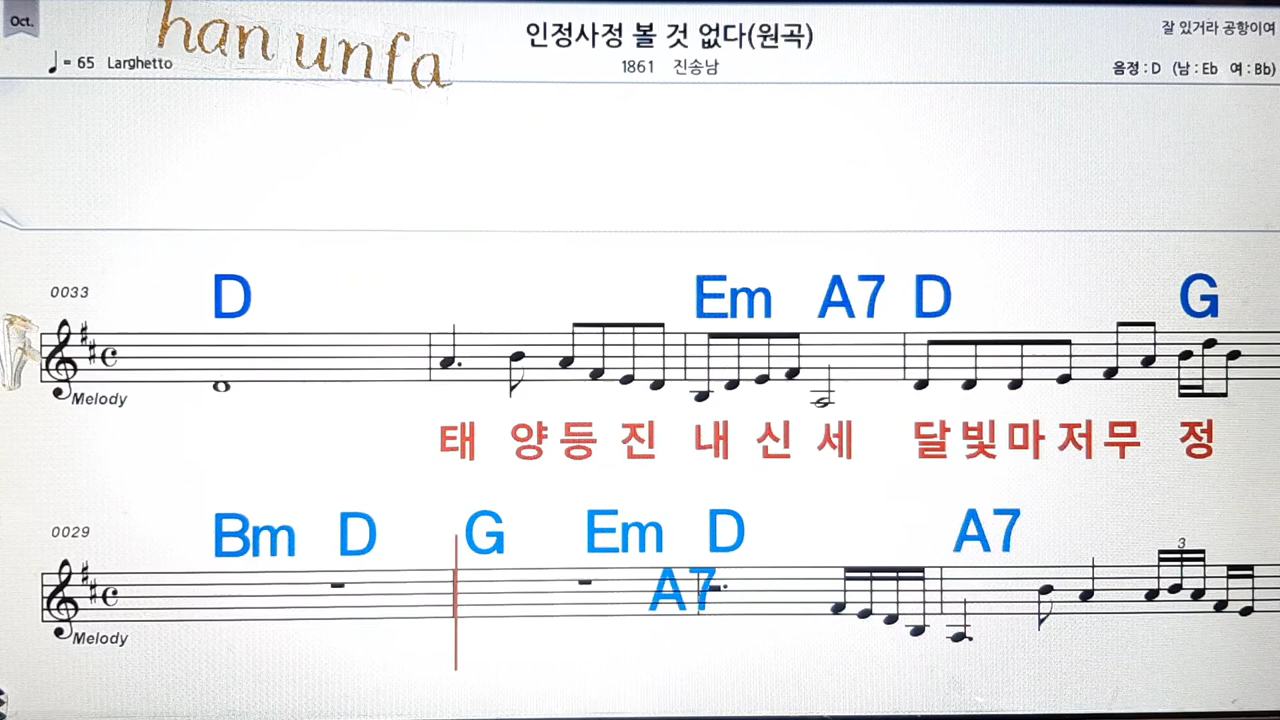 Oct.
han unfa
인정사정 볼 것 없다(원곡)
잘 있거라 공항이여
♩= 65 Larghetto
1861 진송남
음정 : D (남 : Eb 여 : Bb)
0033
D Em A7 D G
Melody
태 양 등 진 내 신 세 달 빛 마 저 무 정
0029
Bm D G Em D A7
A7
3
Melody